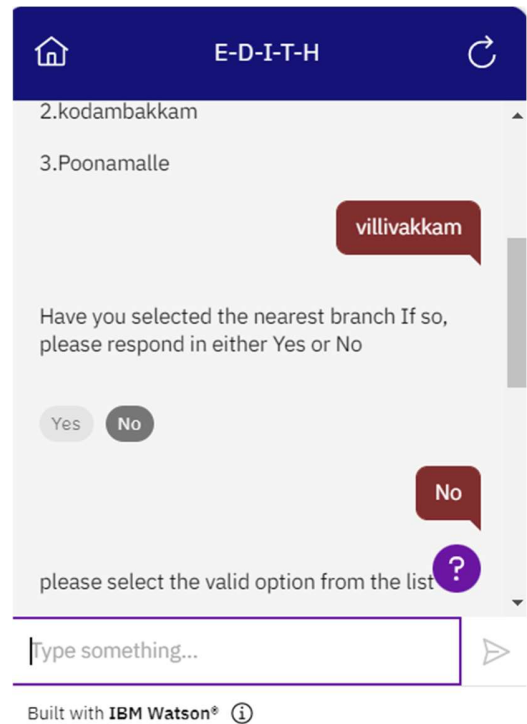 E-D-I-T-H
2.kodambakkam
3.Poonamalle
villivakkam
Have you selected the nearest branch If so,
please respond in either Yes or No
Yes No
No
?
please select the valid option from the list
Type something...
Built with IBM Watson® i